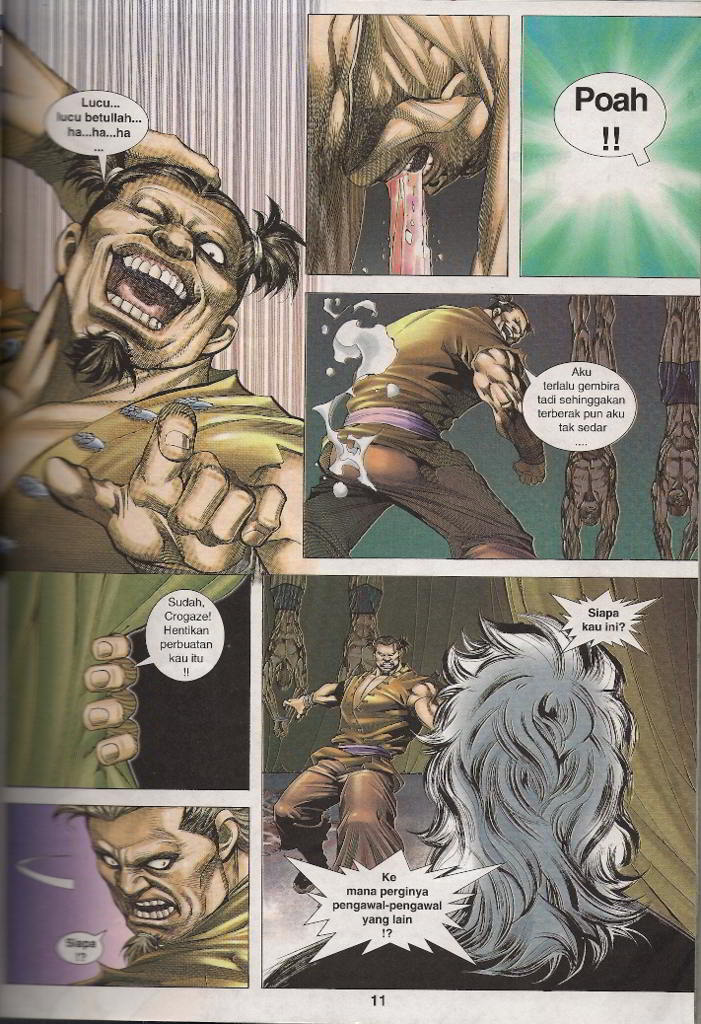 Lucu...
lucu betullah...
ha...ha...ha
...
Poah
!!
Aku
terlalu gembira
tadi sehinggakan
terberak pun aku
tak sedar
....
Sudah,
Crogaze!
Hentikan
perbuatan
kau itu
!!
Siapa
kau ini?
Siapa
!?
Ke
mana perginya
pengawal-pengawal
yang lain
!?
11